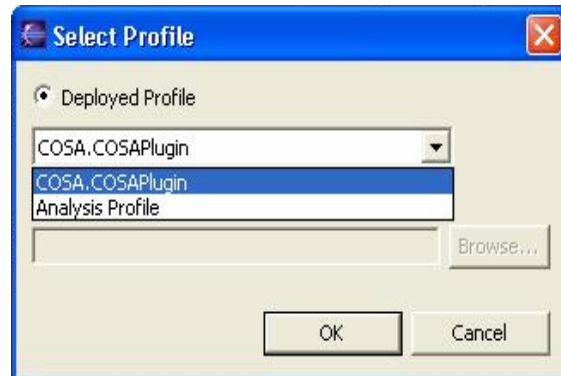 Select Profile
Deployed Profile
COSA.COSAPlugin
COSA.COSAPlugin
Analysis Profile
Browse...
OK
Cancel